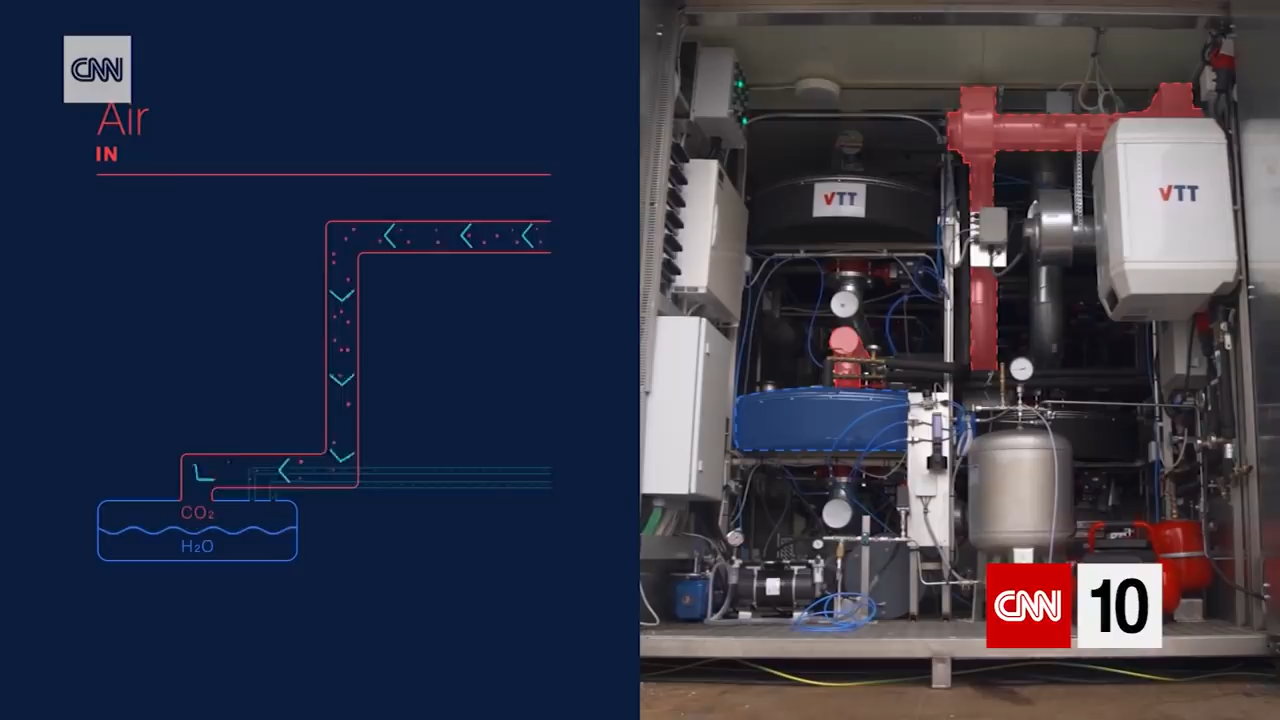 CNN
Air
IN
CO₂
H₂O
VTT
VTT
CNN 10